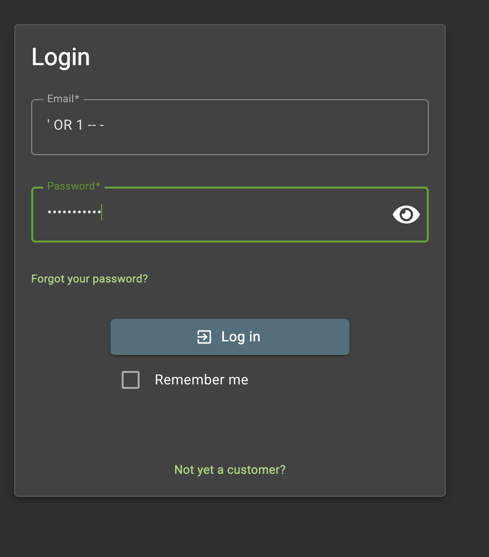 Login
Email*
' OR 1 -- -
Password*
•••••••••••
Forgot your password?
Log in
Remember me
Not yet a customer?